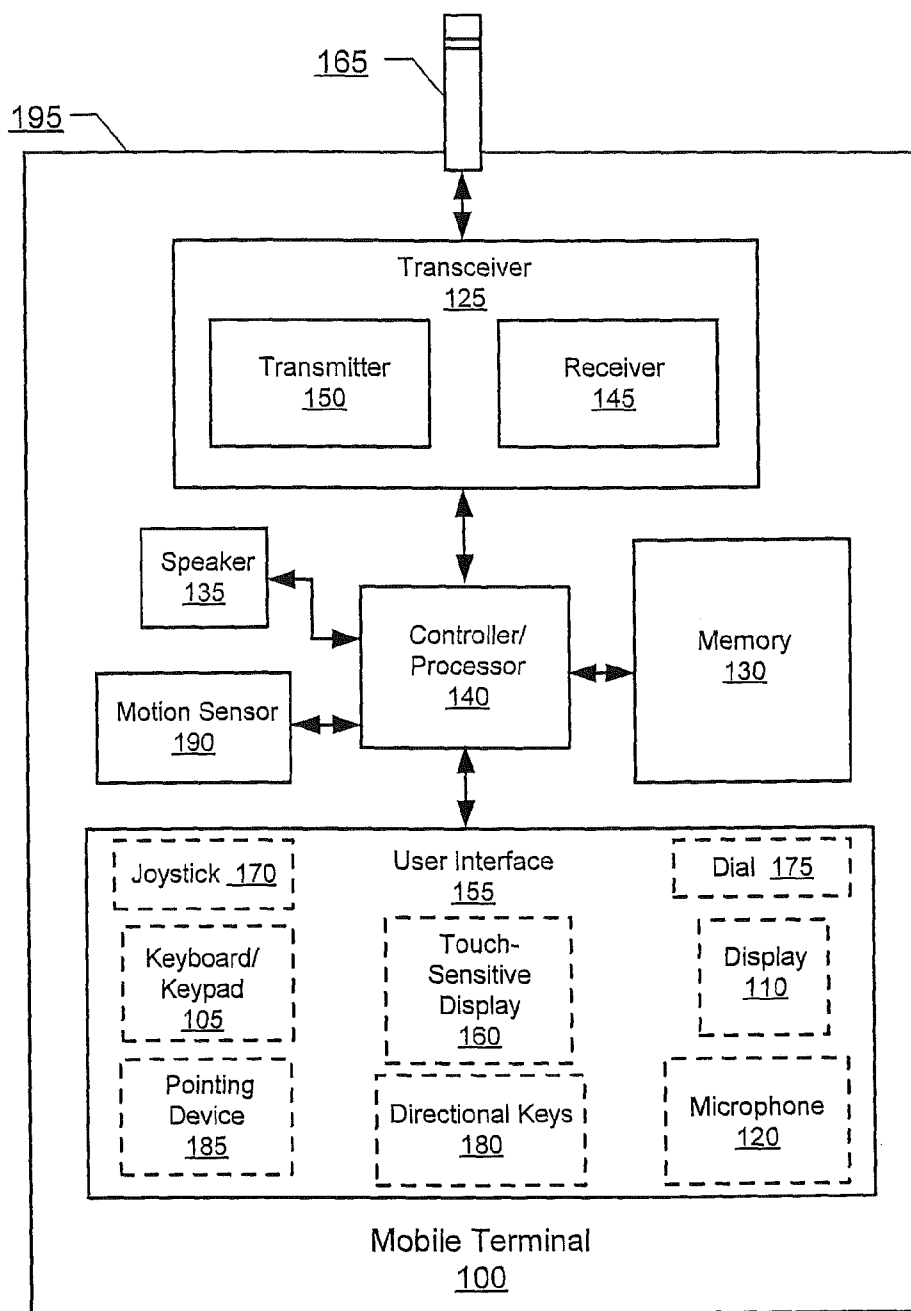 165
195
Transceiver
125
Transmitter
150
Receiver
145
Speaker
135
Controller/
Processor
140
Memory
130
Motion Sensor
190
Joystick 170
User Interface
155
Dial 175
Keyboard/
Keypad
105
Touch-
Sensitive
Display
160
Display
110
Pointing
Device
185
Directional Keys
180
Microphone
120
Mobile Terminal
100